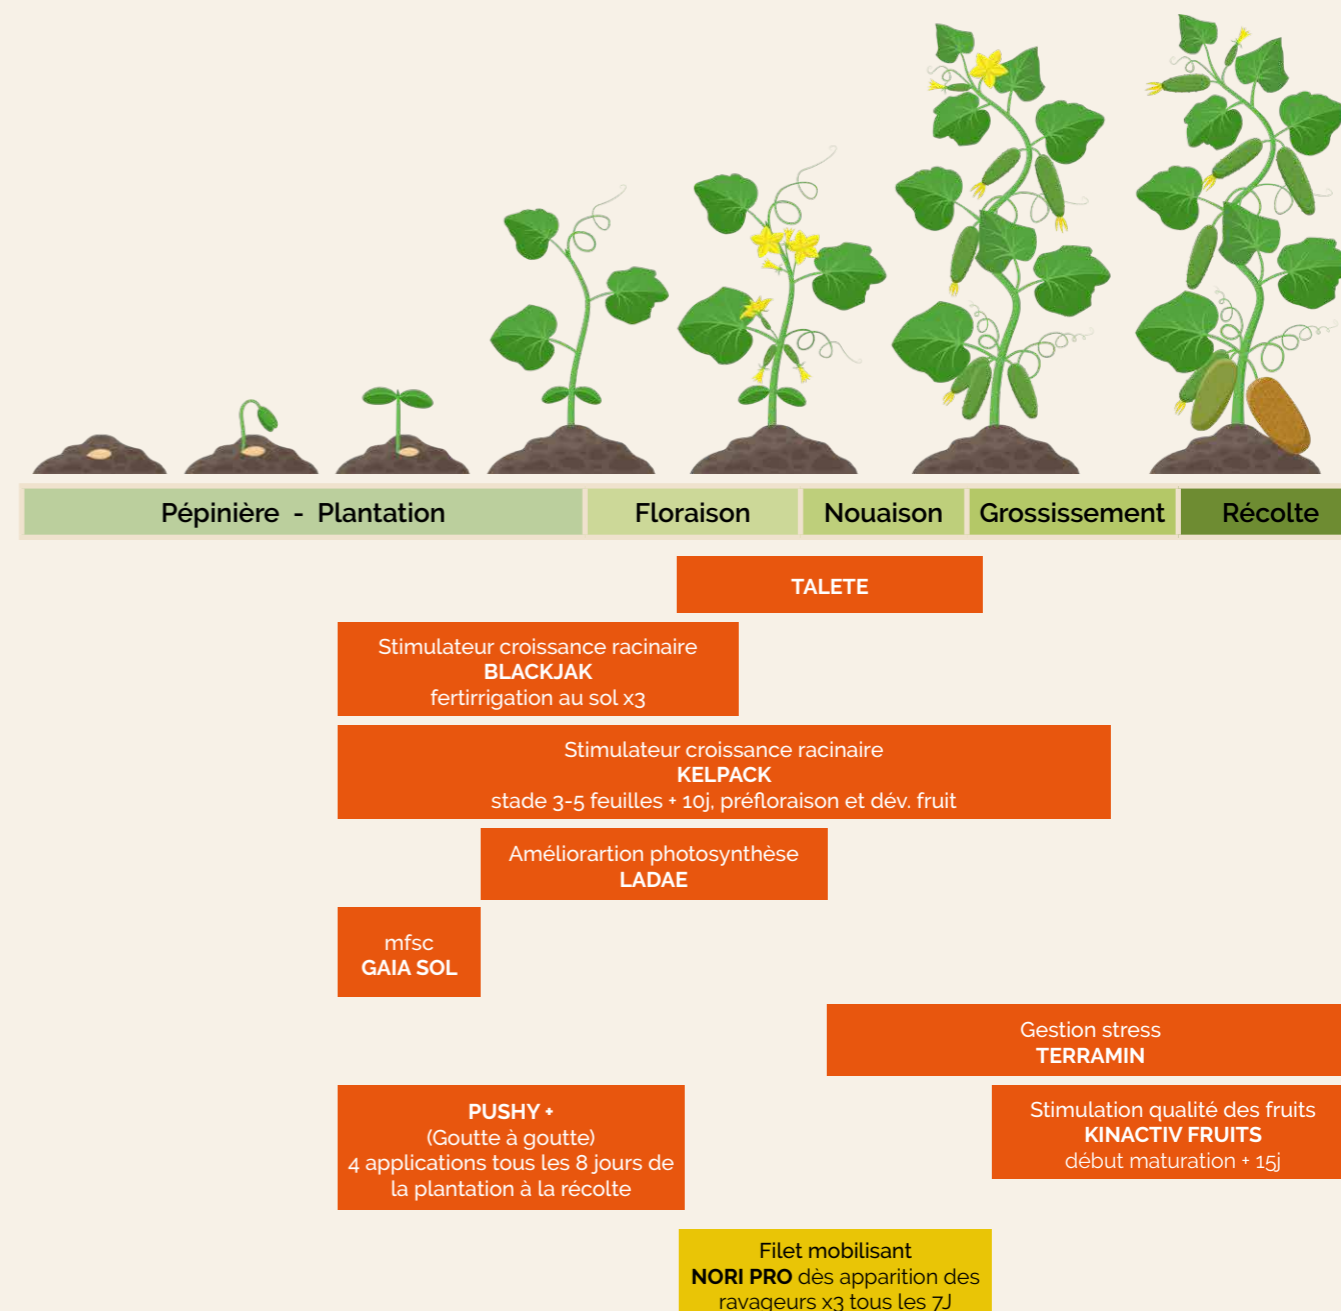 Pépinière - Plantation
Floraison
Nouaison
Grossissement
Récolte
TALETE
Stimulateur croissance racinaire
BLACKJAK
fertirrigation au sol x3
Stimulateur croissance racinaire
KELPACK
stade 3-5 feuilles + 10j, préfloraison et dév. fruit
Améliorartion photosynthèse
LADAE
mfsc
GAIA SOL
Gestion stress
TERRAMIN
PUSHY +
(Goutte à goutte)
4 applications tous les 8 jours de
la plantation à la récolte
Stimulation qualité des fruits
KINACTIV FRUITS
début maturation + 15j
Filet mobilisant
NORI PRO dès apparition des
ravageurs x3 tous les 7J